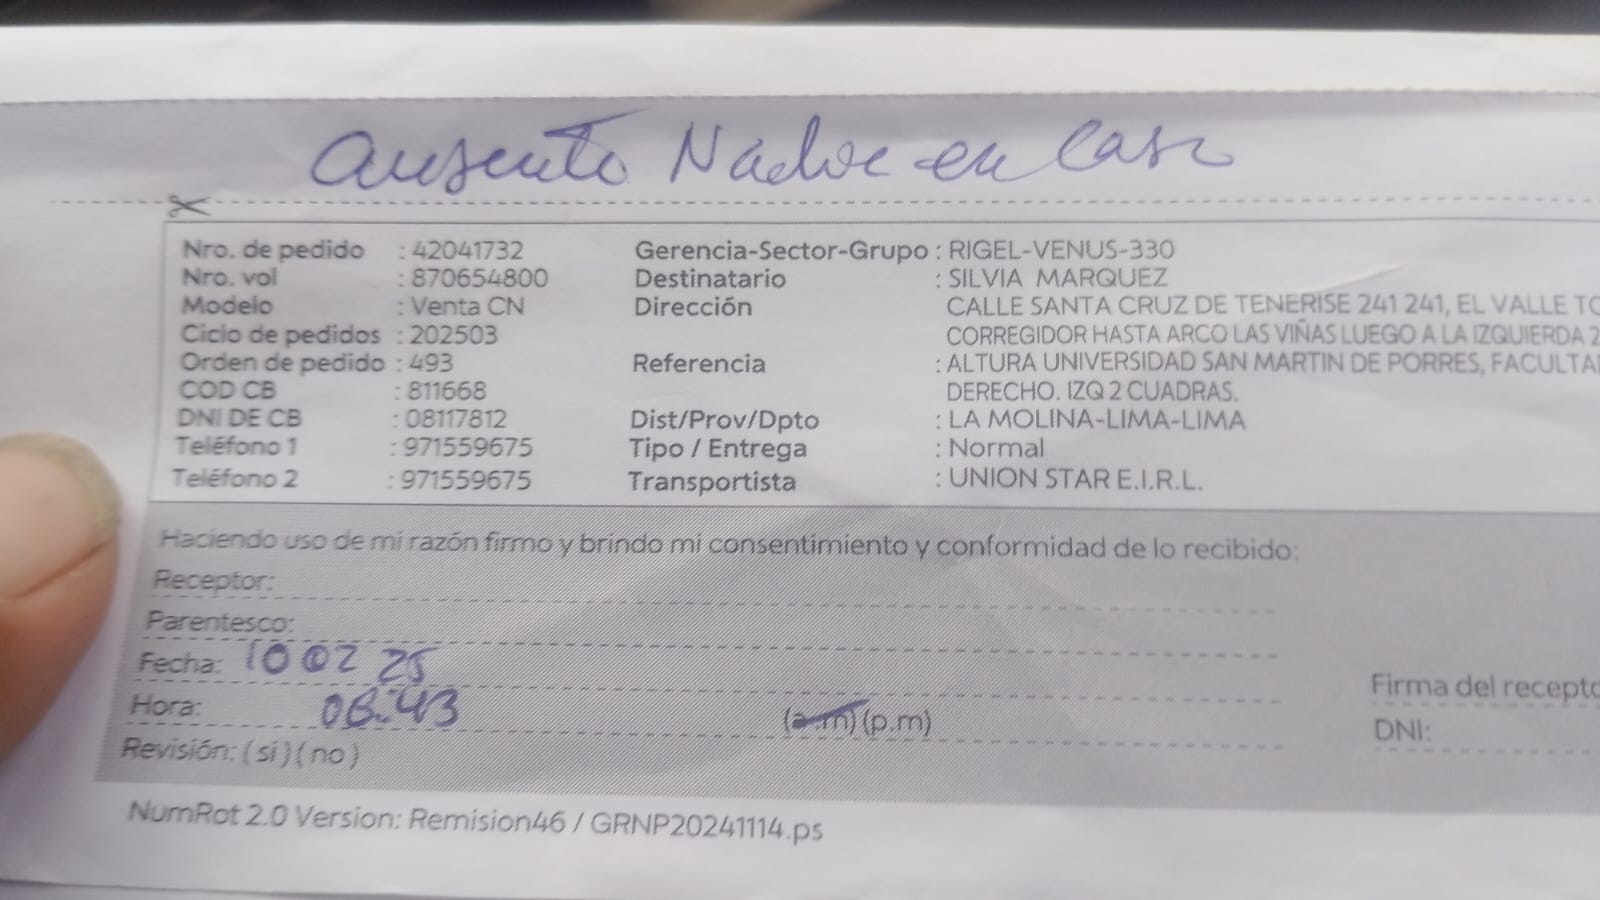 ausente Nadie en casa
Nro. de pedido : 42041732 Gerencia-Sector-Grupo : RIGEL-VENUS-330
Nro. vol : 870654800 Destinatario : SILVIA MARQUEZ
Modelo : Venta CN Dirección CALLE SANTA CRUZ DE TENERISE 241 241, EL VALLE
Ciclo de pedidos : 202503 CORREGIDOR HASTA ARCO LAS VIÑAS LUEGO A LA IZQUIERDA 2
Orden de pedido : 493 Referencia : ALTURA UNIVERSIDAD SAN MARTIN DE PORRES,
COD CB : 811668 DERECHO. IZQ 2 CUADRAS.
DNI DE CB : 08117812 Dist/Prov/Dpto : LA MOLINA-LIMA-LIMA
Teléfono 1 : 971559675 Tipo / Entrega : Normal
Teléfono 2 : 971559675 Transportista : UNION STAR E.I.R.L.
Haciendo uso de mi razón firmo y brindo mi consentimiento y conformidad de lo recibido:
Receptor:
Parentesco:
Fecha: 10 02 25
Firma del
Hora: 08:43 (a.m) (p.m)
DNI:
Revisión: (si) (no)
NumRot 2.0 Version: Remision46 / GRNP20241114.ps